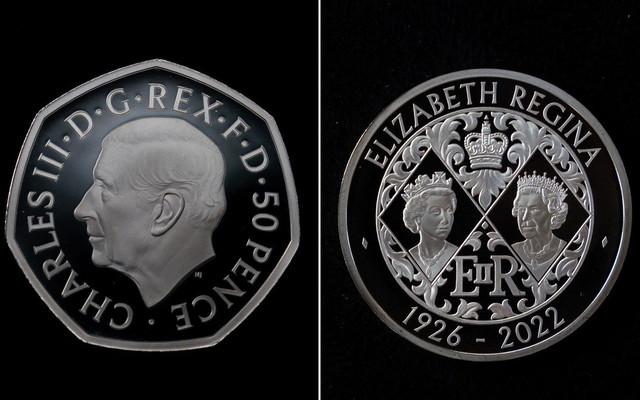 CHARLES III · D · G · REX · F · D · 50 PENCE ·
ELIZABETH REGINA
EIIR
1926 - 2022